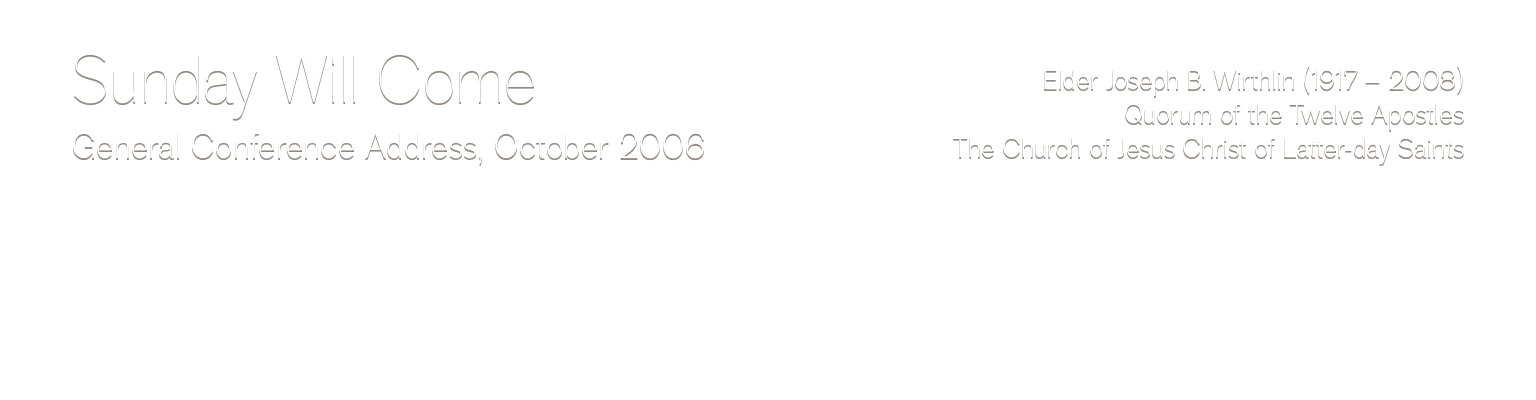 Sunday Will Come
General Conference Address, October 2006
Elder Joseph B. Wirthlin (1917 – 2008)
Quorum of the Twelve Apostles
The Church of Jesus Christ of Latter-day Saints